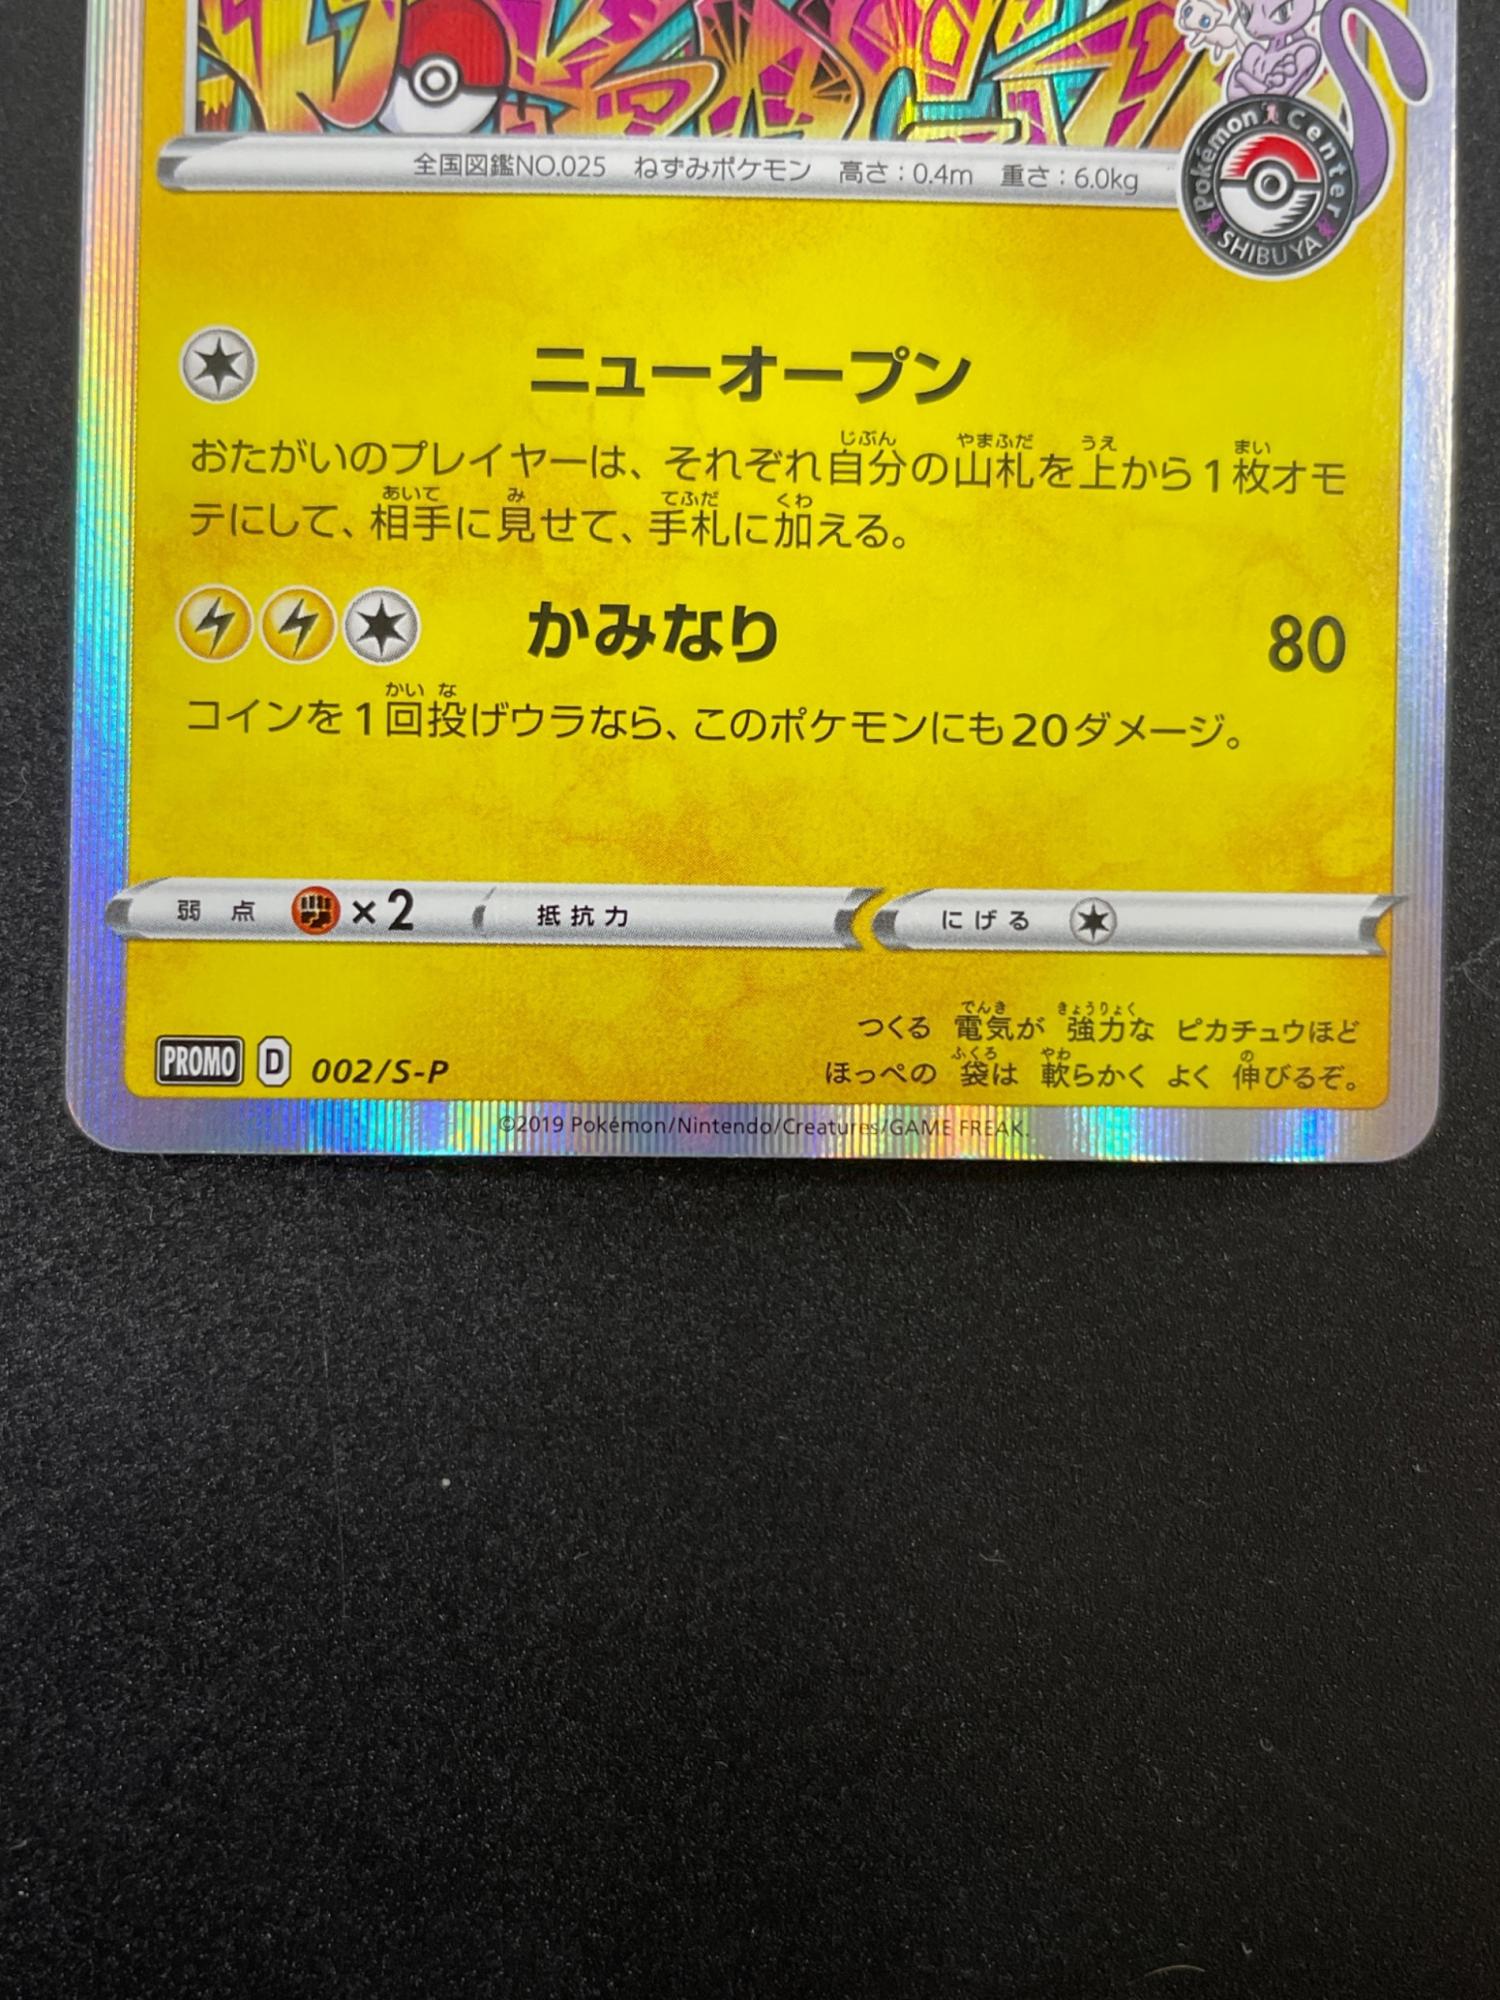 全国図鑑NO.025 ねずみポケモン 高さ：0.4m 重さ：6.0kg
Pokémon Center
SHIBUYA
ニューオープン
おたがいのプレイヤーは、それぞれ自分の山札を上から1枚オモ
テにして、相手に見せて、手札に加える。
かみなり 80
コインを1回投げウラなら、このポケモンにも20ダメージ。
弱点 ×2 抵抗力 にげる
つくる 電気が 強力な ピカチュウほど
ほっぺの 袋は 軟らかく よく 伸びるぞ。
PROMO D 002/S-P
©2019 Pokémon/Nintendo/Creatures/GAME FREAK.